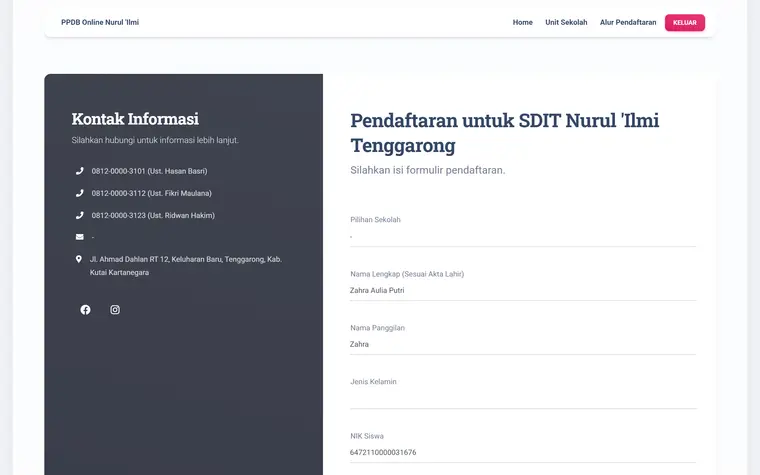 PPDB Online Nurul 'Ilmi
Home
Unit Sekolah
Alur Pendaftaran
KELUAR
Kontak Informasi
Silahkan hubungi untuk informasi lebih lanjut.
0812-0000-3101 (Ust. Hasan Basri)
0812-0000-3112 (Ust. Fikri Maulana)
0812-0000-3123 (Ust. Ridwan Hakim)
-
Jl. Ahmad Dahlan RT 12, Keluharan Baru, Tenggarong, Kab.
Kutai Kartanegara
Pendaftaran untuk SDIT Nurul 'Ilmi
Tenggarong
Silahkan isi formulir pendaftaran.
Pilihan Sekolah
-
Nama Lengkap (Sesuai Akta Lahir)
Zahra Aulia Putri
Nama Panggilan
Zahra
Jenis Kelamin
NIK Siswa
6472110000031676